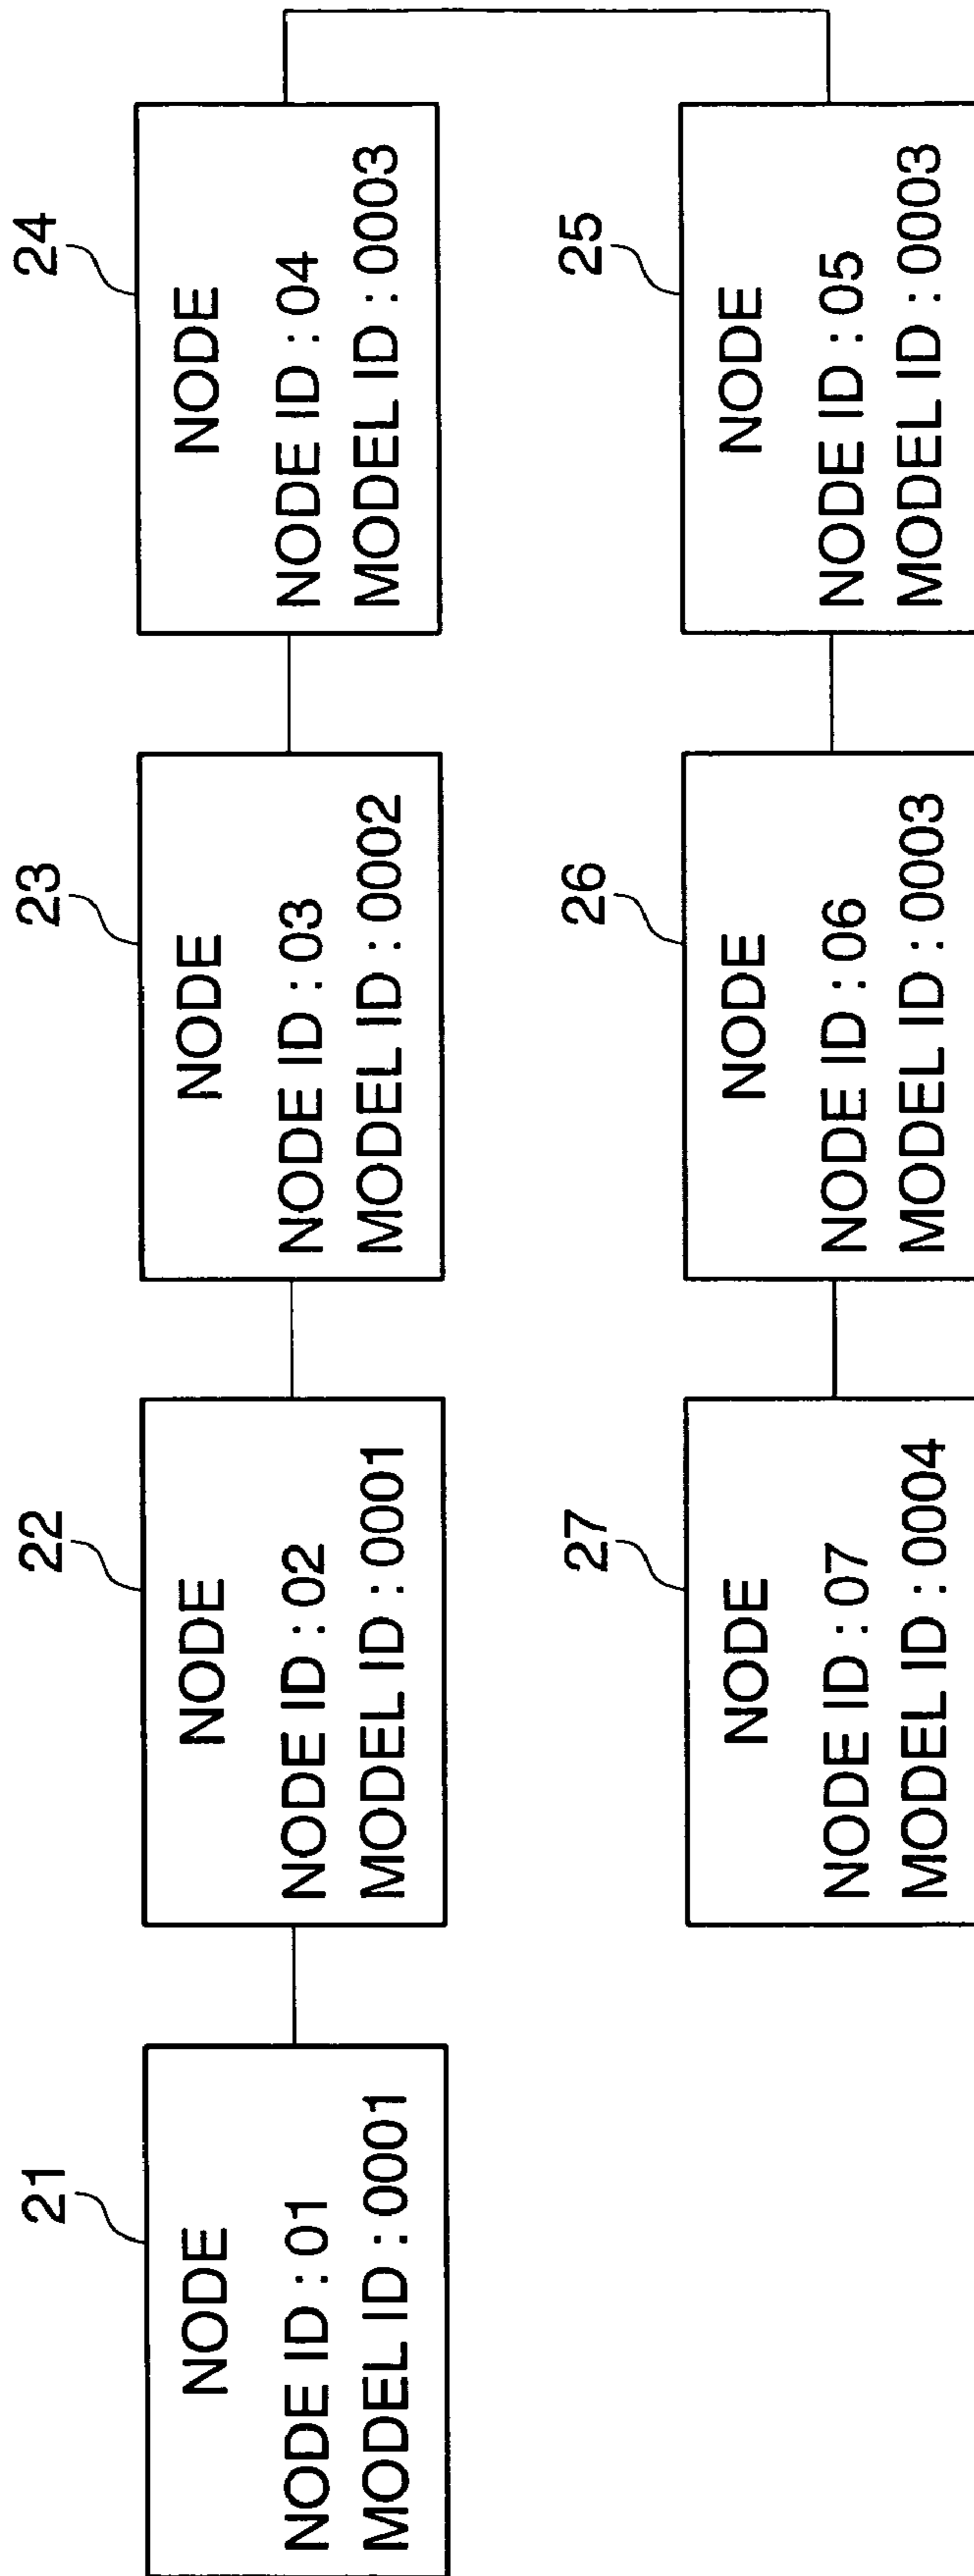 21
NODE
NODE ID : 01
MODEL ID : 0001
22
NODE
NODE ID : 02
MODEL ID : 0001
23
NODE
NODE ID : 03
MODEL ID : 0002
24
NODE
NODE ID : 04
MODEL ID : 0003
27
NODE
NODE ID : 07
MODEL ID : 0004
26
NODE
NODE ID : 06
MODEL ID : 0003
25
NODE
NODE ID : 05
MODEL ID : 0003